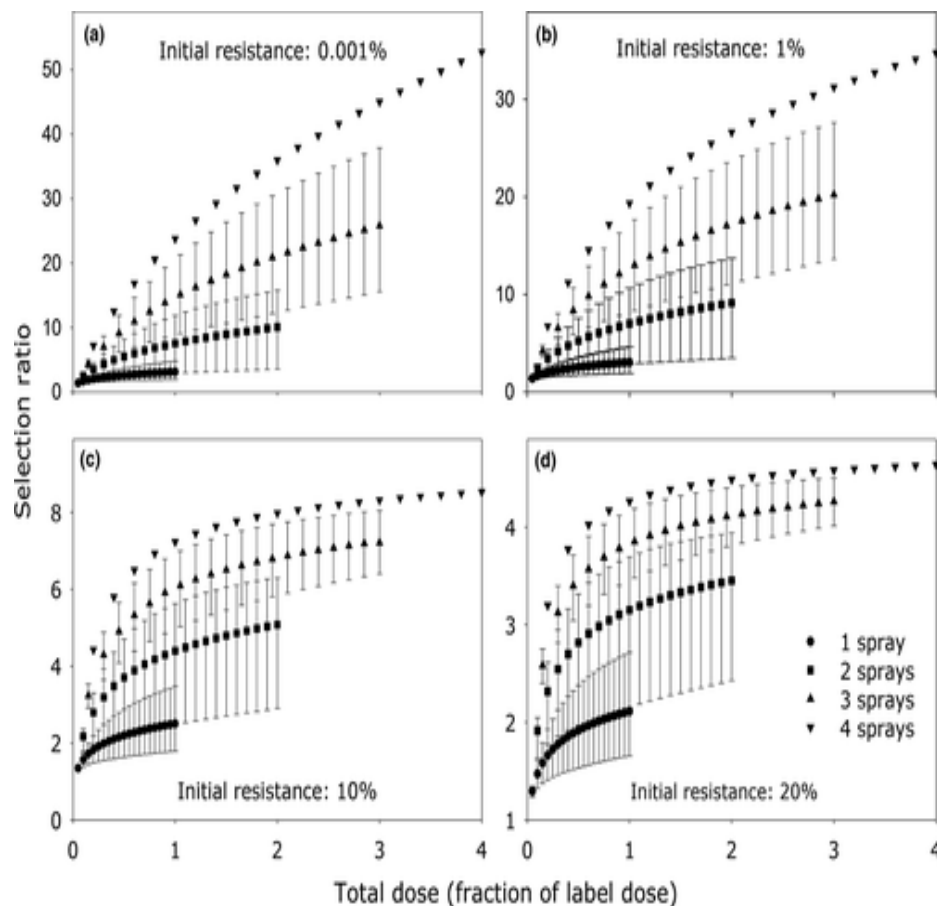 (a)
Initial resistance: 0.001%
50
40
30
20
10
0
(b)
Initial resistance: 1%
30
20
10
0
Selection ratio
(c)
8
6
4
2
0
Initial resistance: 10%
0 1 2 3 4
(d)
4
3
2
1
1 spray
2 sprays
3 sprays
4 sprays
Initial resistance: 20%
0 1 2 3 4
Total dose (fraction of label dose)